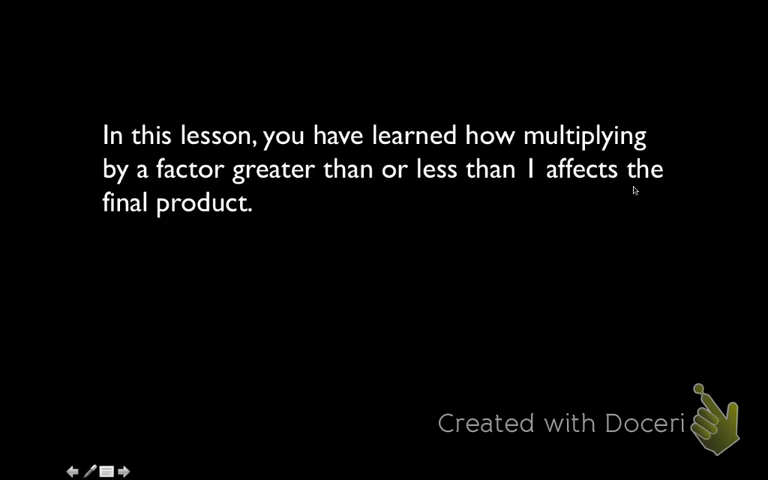 In this lesson, you have learned how multiplying
by a factor greater than or less than 1 affects the
final product.
Created with Doceri